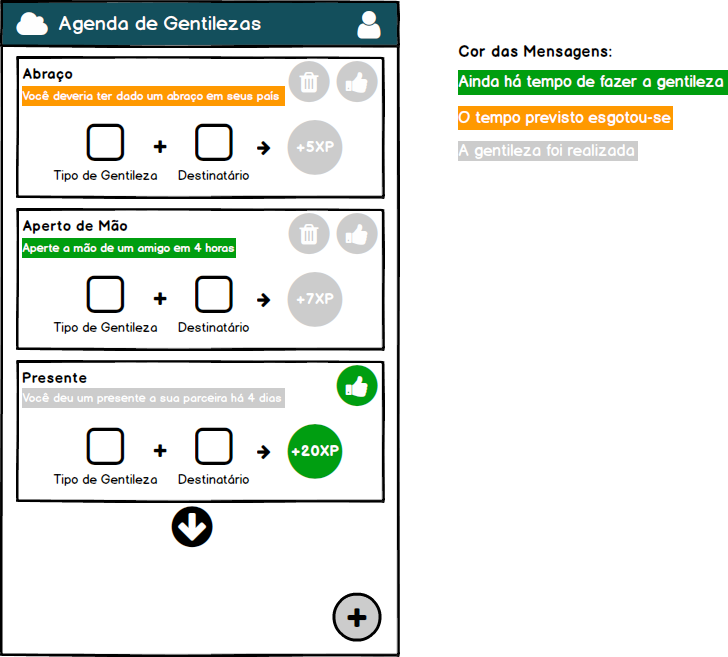 Agenda de Gentilezas
Abraço
Você deveria ter dado um abraço em seus país
+ +5XP
Tipo de Gentileza Destinatário
Aperto de Mão
Aperte a mão de um amigo em 4 horas
+ +7XP
Tipo de Gentileza Destinatário
Presente
Você deu um presente a sua parceira há 4 dias
+ +20XP
Tipo de Gentileza Destinatário
+
Cor das Mensagens:
Ainda há tempo de fazer a gentileza
O tempo previsto esgotou-se
A gentileza foi realizada